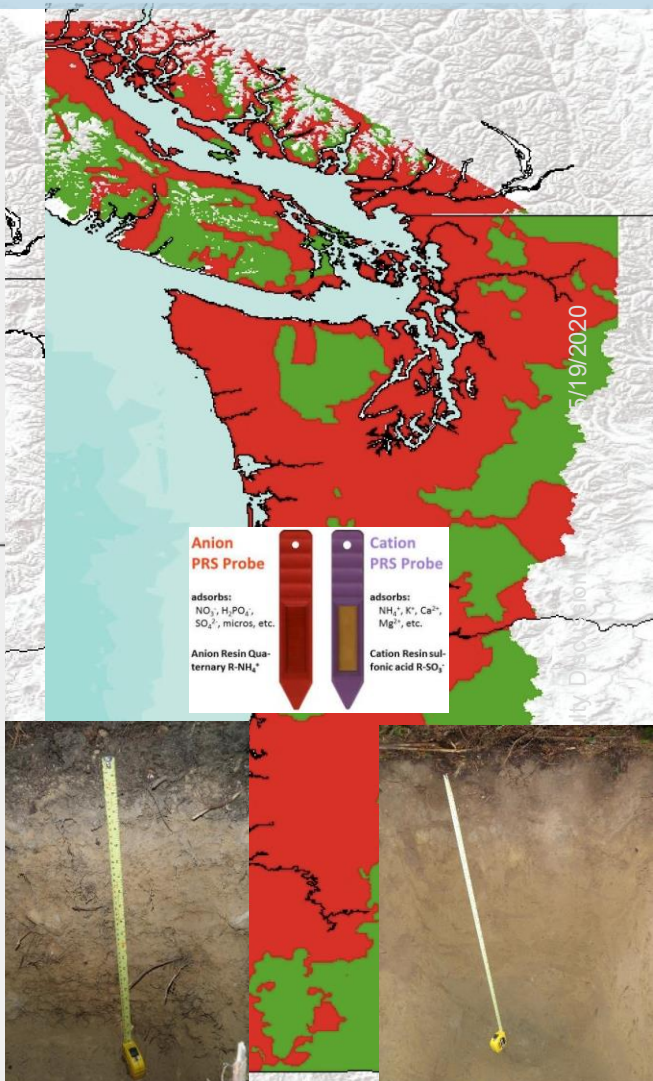 5/19/2020
Anion
PRS Probe
adsorbs:
NO₃⁻, H₂PO₄⁻,
SO₄²⁻, micros, etc.
Anion Resin Qua-
ternary R-NH₄⁺
Cation
PRS Probe
adsorbs:
NH₄⁺, K⁺, Ca²⁺,
Mg²⁺, etc.
Cation Resin sul-
fonic acid R-SO₃⁻